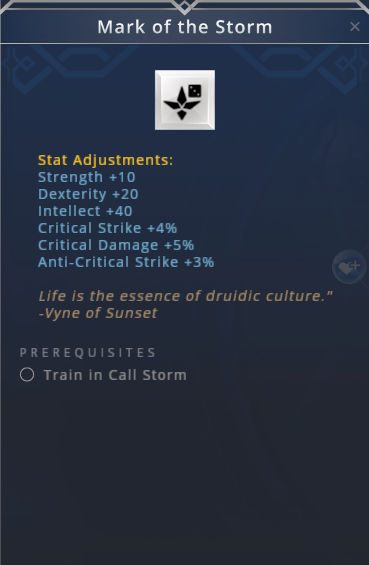 Mark of the Storm
Stat Adjustments:
Strength +10
Dexterity +20
Intellect +40
Critical Strike +4%
Critical Damage +5%
Anti-Critical Strike +3%
Life is the essence of druidic culture."
-Vyne of Sunset
PREREQUISITES
Train in Call Storm